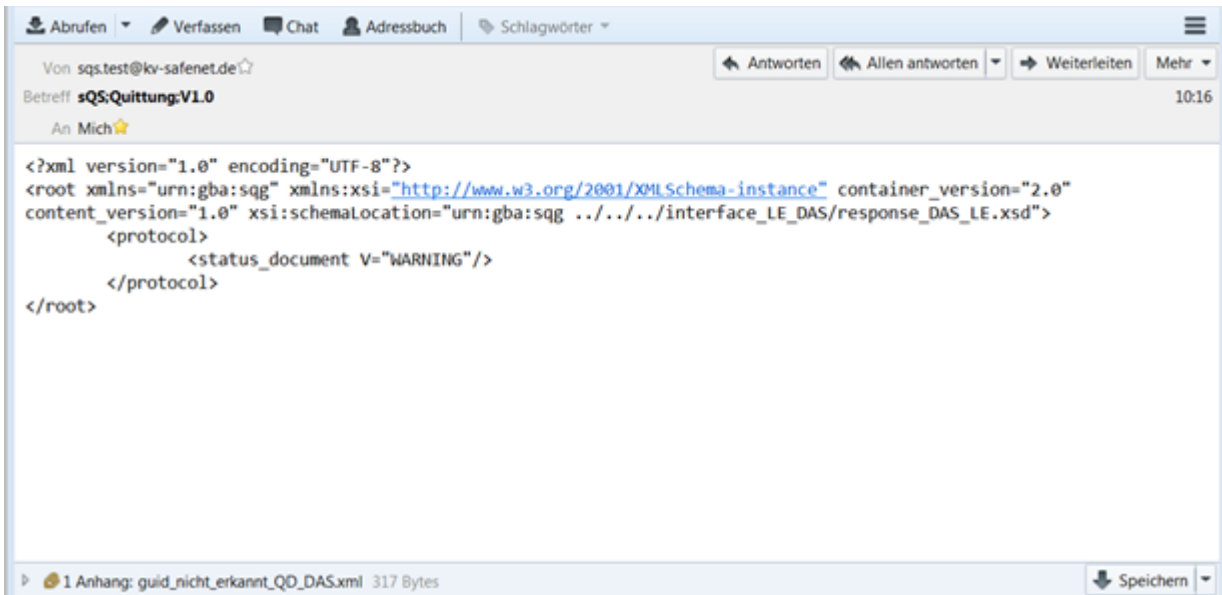 Abrufen Verfassen Chat Adressbuch Schlagwörter
Von sqs.test@kv-safenet.de Antworten Allen antworten Weiterleiten Mehr
Betreff sQS;Quittung;V1.0 10:16
An Mich
<?xml version="1.0" encoding="UTF-8"?>
<root xmlns="urn:gba:sqg" xmlns:xsi="http://www.w3.org/2001/XMLSchema-instance" container_version="2.0"
content_version="1.0" xsi:schemaLocation="urn:gba:sqg ../../../interface_LE_DAS/response_DAS_LE.xsd">
<protocol>
<status_document V="WARNING"/>
</protocol>
</root>
1 Anhang: guid_nicht_erkannt_QD_DAS.xml 317 Bytes Speichern